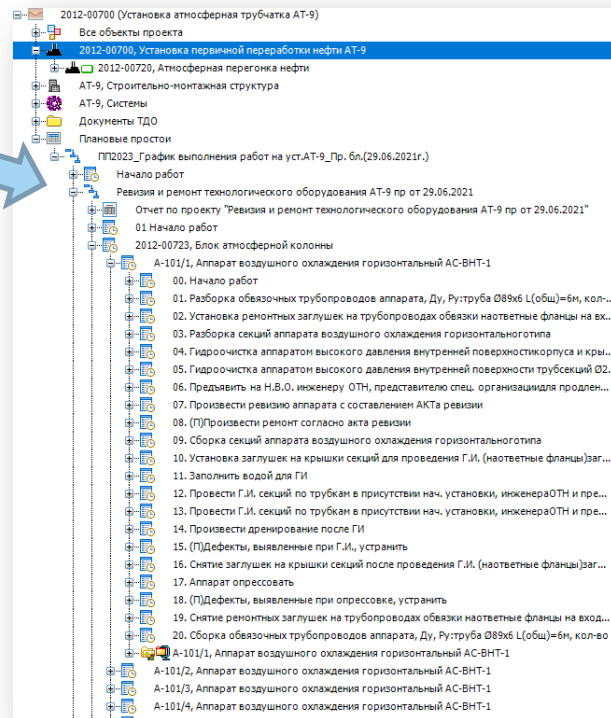 2012-00700 (Установка атмосферная трубчатка АТ-9)
Все объекты проекта
2012-00700, Установка первичной переработки нефти АТ-9
2012-00720, Атмосферная перегонка нефти
АТ-9, Строительно-монтажная структура
АТ-9, Системы
Документы ТДО
Плановые простои
ПП2023_График выполнения работ на уст.АТ-9_Пр. бл.(29.06.2021г.)
Начало работ
Ревизия и ремонт технологического оборудования АТ-9 пр от 29.06.2021
Отчет по проекту "Ревизия и ремонт технологического оборудования АТ-9 пр от 29.06.2021"
01 Начало работ
2012-00723, Блок атмосферной колонны
А-101/1, Аппарат воздушного охлаждения горизонтальный АС-ВНТ-1
00. Начало работ
01. Разборка обвязочных трубопроводов аппарата, Ду, Ру:труба Ø89х6 L(общ)=6м, кол-...
02. Установка ремонтных заглушек на трубопроводах обвязки наответные фланцы на вх...
03. Разборка секций аппарата воздушного охлаждения горизонтальноготипа
04. Гидроочистка аппаратом высокого давления внутренней поверхностикорпуса и кры...
05. Гидроочистка аппаратом высокого давления внутренней поверхности трубсекций Ø2...
06. Предъявить на Н.В.О. инженеру ОТН, представителю спец. организациидля продлен...
07. Произвести ревизию аппарата с составлением АКТа ревизии
08. (П)Произвести ремонт согласно акта ревизии
09. Сборка секций аппарата воздушного охлаждения горизонтальноготипа
10. Установка заглушек на крышки секций для проведения Г.И. (наответные фланцы)заг...
11. Заполнить водой для ГИ
12. Провести Г.И. секций по трубкам в присутствии нач. установки, инженераОТН и пре...
13. Провести Г.И. секций по трубкам в присутствии нач. установки, инженераОТН и пре...
14. Произвести дренирование после ГИ
15. (П)Дефекты, выявленные при Г.И., устранить
16. Снятие заглушек на крышки секций после проведения Г.И. (наответные фланцы)заг...
17. Аппарат опрессовать
18. (П)Дефекты, выявленные при опрессовке, устранить
19. Снятие ремонтных заглушек на трубопроводах обвязки наответные фланцы на вход...
20. Сборка обвязочных трубопроводов аппарата, Ду, Ру:труба Ø89х6 L(общ)=6м, кол-во
А-101/1, Аппарат воздушного охлаждения горизонтальный АС-ВНТ-1
А-101/2, Аппарат воздушного охлаждения горизонтальный АС-ВНТ-1
А-101/3, Аппарат воздушного охлаждения горизонтальный АС-ВНТ-1
А-101/4, Аппарат воздушного охлаждения горизонтальный АС-ВНТ-1